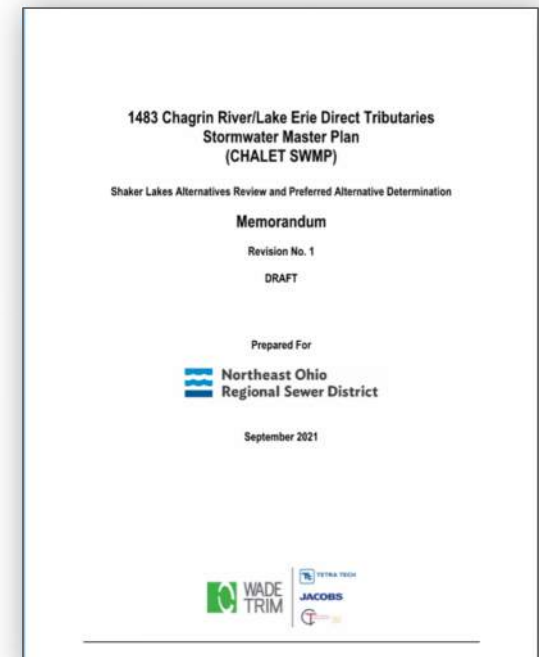 1483 Chagrin River/Lake Erie Direct Tributaries
Stormwater Master Plan
(CHALET SWMP)
Shaker Lakes Alternatives Review and Preferred Alternative Determination
Memorandum
Revision No. 1
DRAFT
Prepared For
Northeast Ohio
Regional Sewer District
September 2021
WADE
TRIM
TETRA TECH
JACOBS